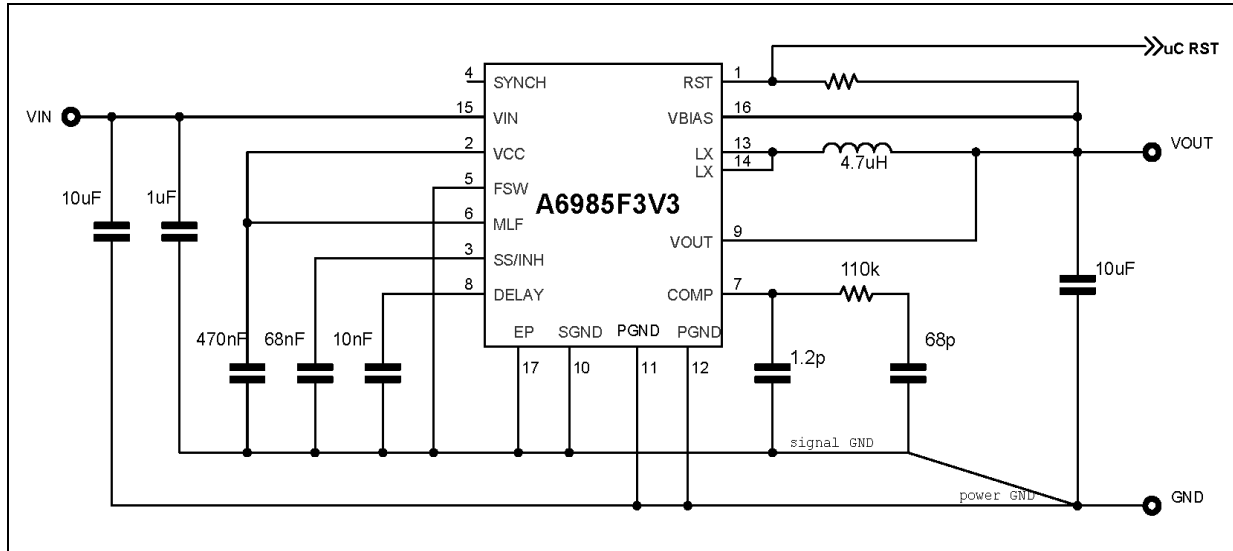 uC RST
4
SYNCH
RST
1
VIN
15
VIN
VBIAS
16
VOUT
2
VCC
LX
13
LX
14
4.7uH
10uF
1uF
5
FSW
A6985F3V3
6
MLF
VOUT
9
3
SS/INH
110k
10uF
8
DELAY
COMP
7
EP
SGND
PGND
PGND
470nF
68nF
10nF
17
10
11
12
1.2p
68p
signal GND
power GND
GND